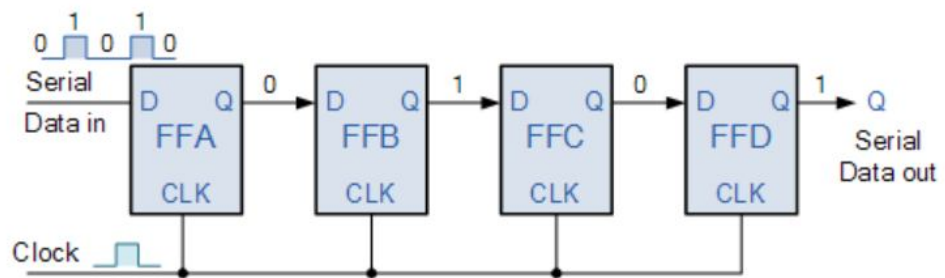 0 1 0 1 0
Serial
Data in
D Q 0 D Q 1 D Q 0 D Q 1 Q
FFA FFB FFC FFD
Serial
Data out
CLK CLK CLK CLK
Clock